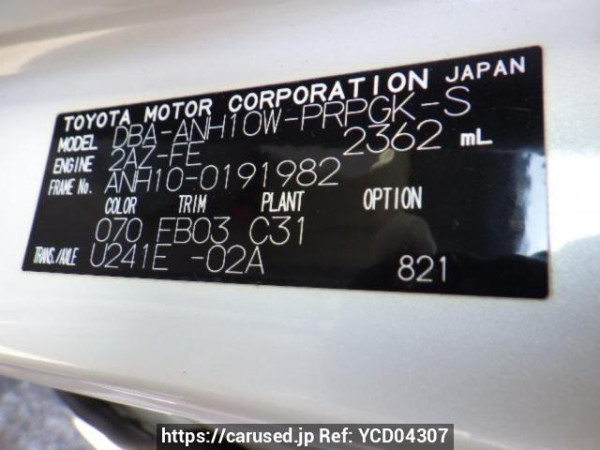 TOYOTA MOTOR CORPORATION JAPAN
MODEL DBA-ANH10W-PRPGK-S
ENGINE 2AZ-FE 2362 mL
FRAME No. ANH10-0191982
COLOR TRIM PLANT OPTION
070 FB03 C31
TRANS./AXLE U241E -02A 821
https://carused.jp Ref: YCD04307